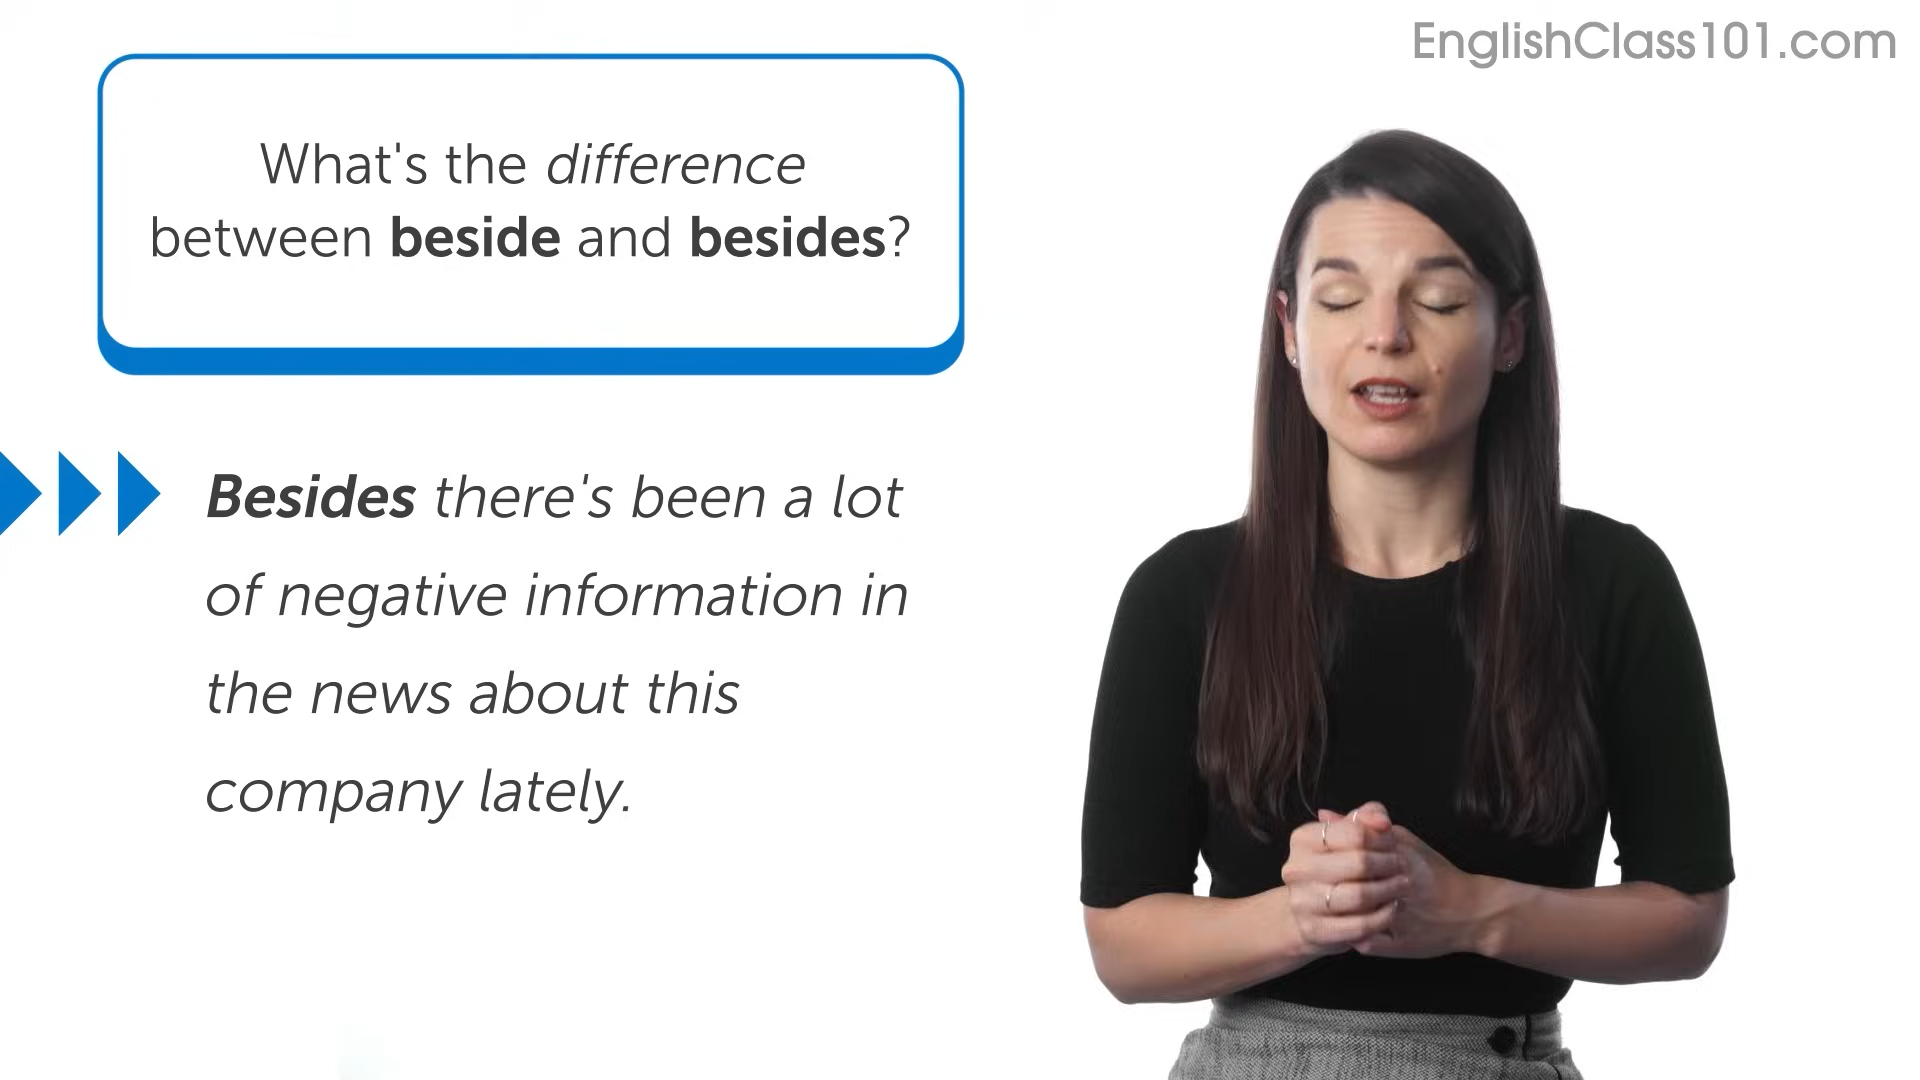 EnglishClass101.com
What's the difference
between beside and besides?
Besides there's been a lot
of negative information in
the news about this
company lately.